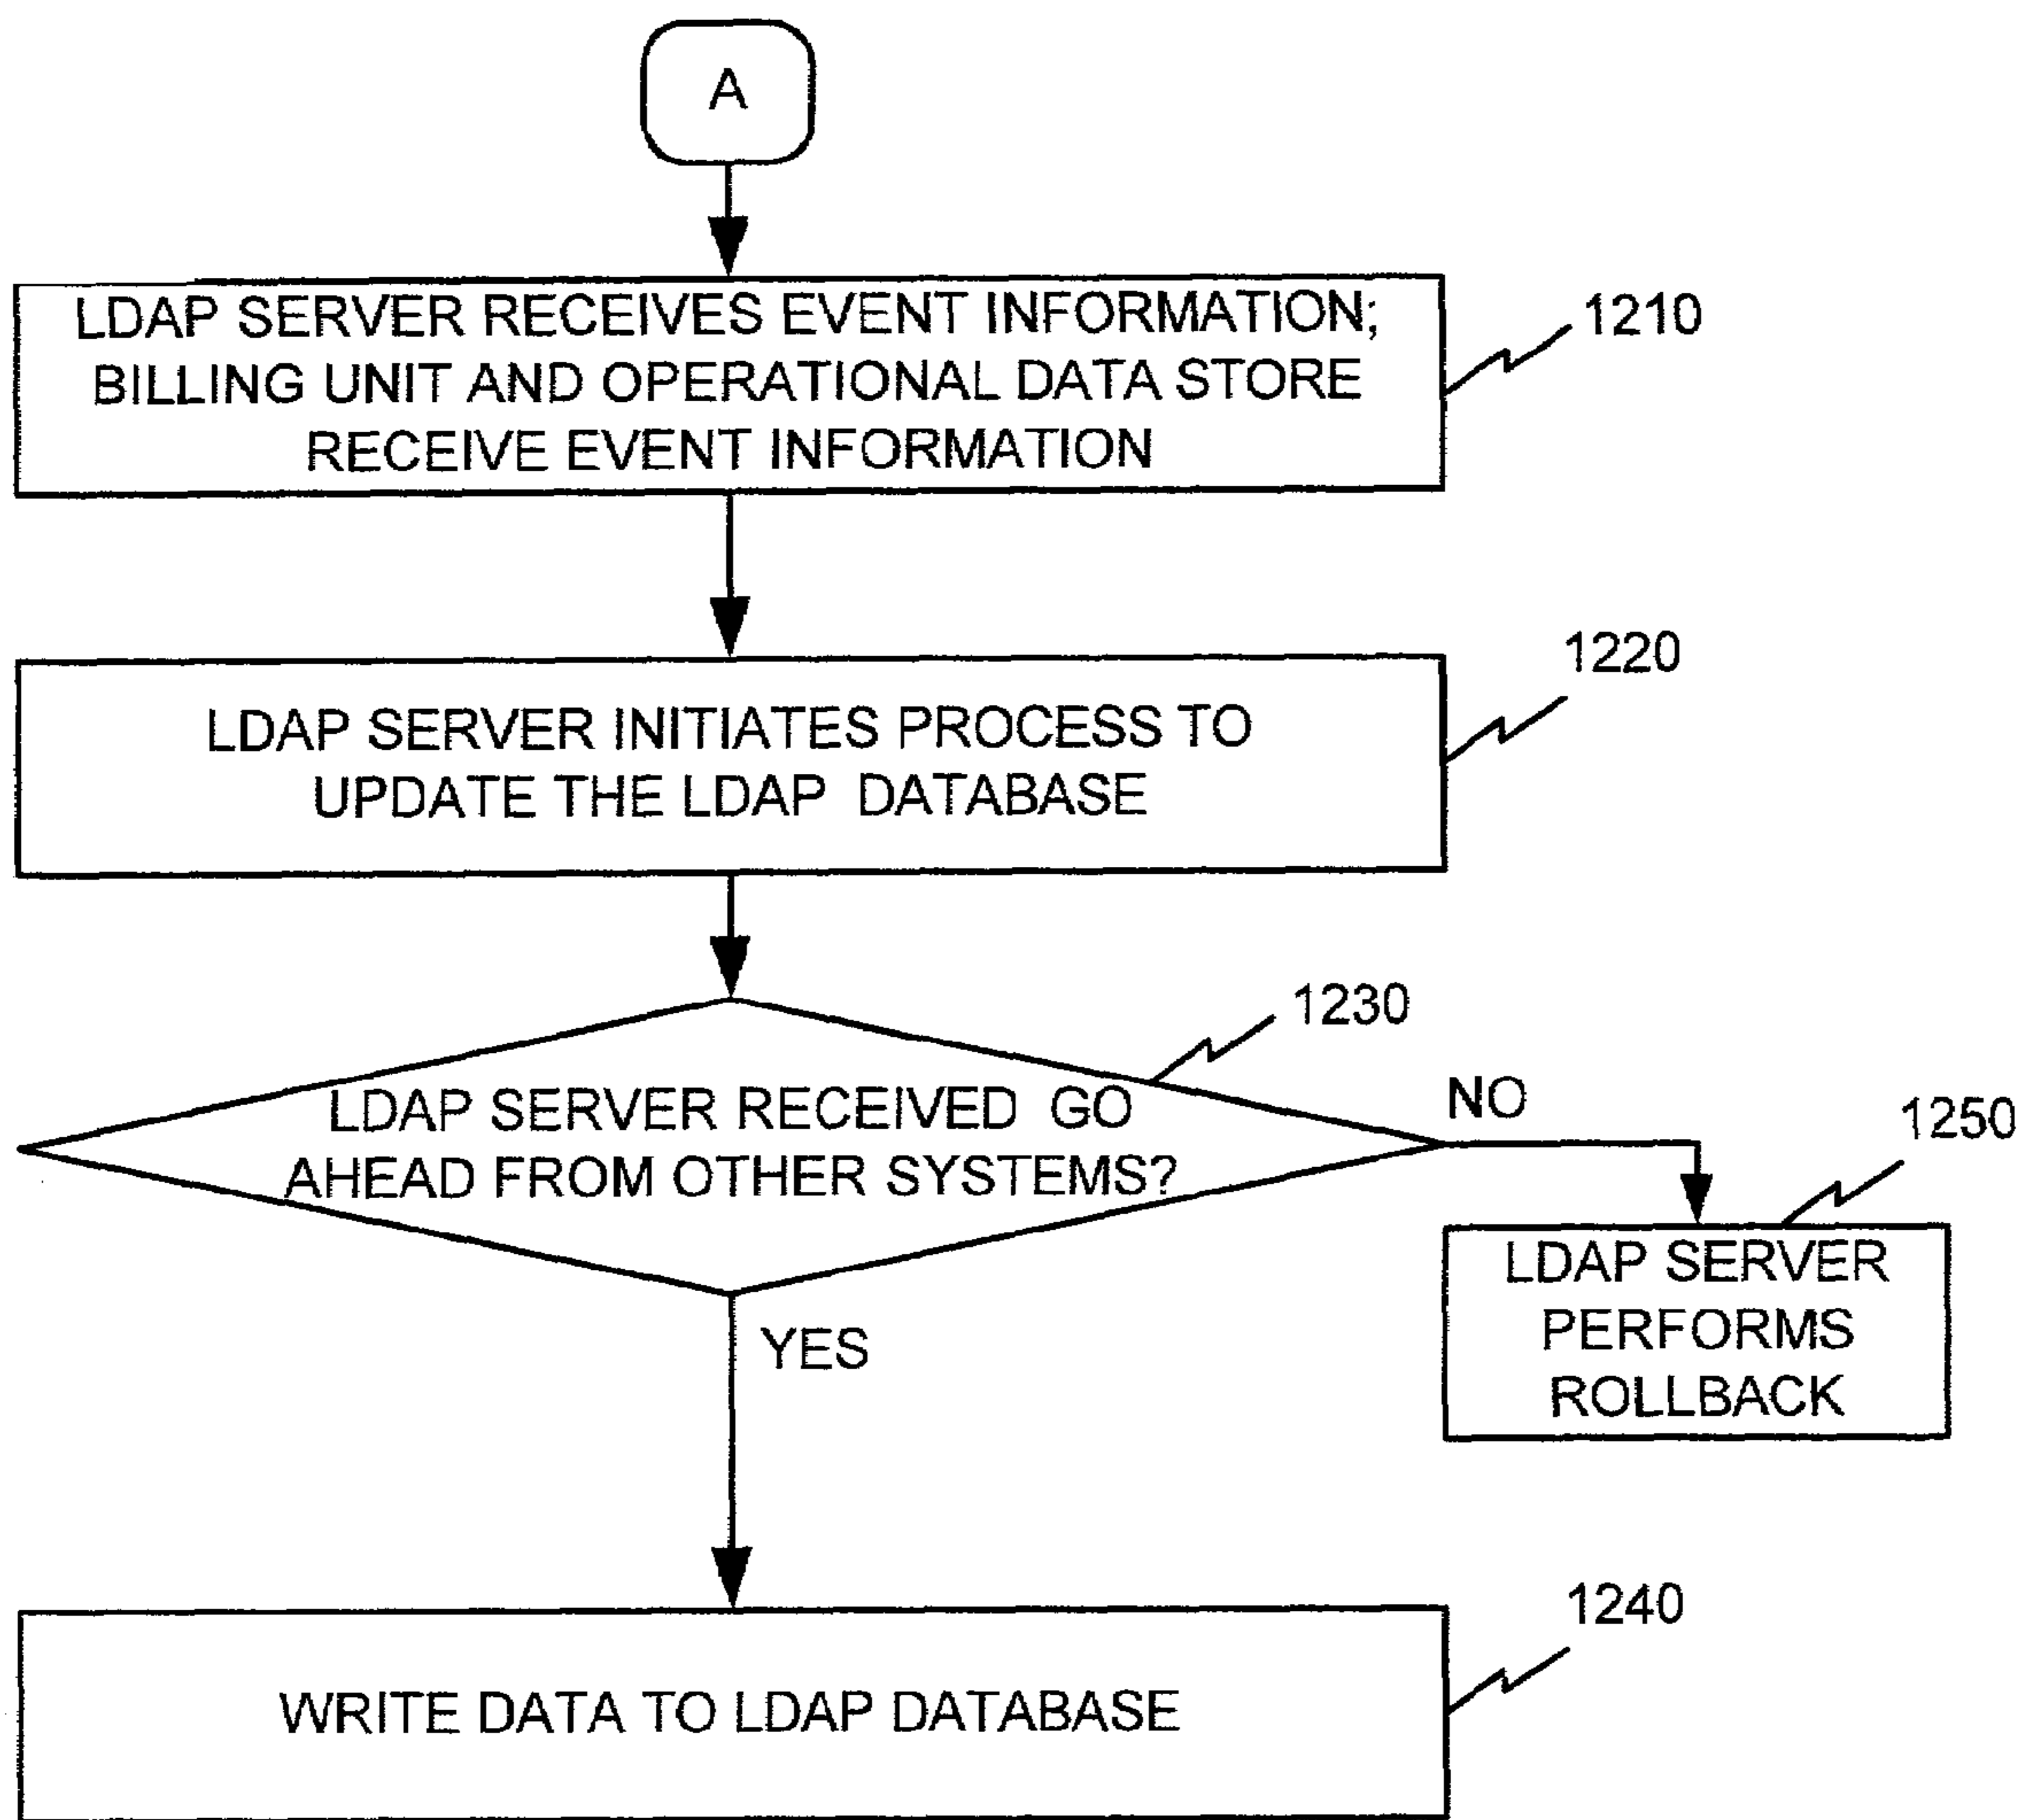 A
LDAP SERVER RECEIVES EVENT INFORMATION;
BILLING UNIT AND OPERATIONAL DATA STORE
RECEIVE EVENT INFORMATION
1210
LDAP SERVER INITIATES PROCESS TO
UPDATE THE LDAP DATABASE
1220
LDAP SERVER RECEIVED GO
AHEAD FROM OTHER SYSTEMS?
1230
NO
1250
LDAP SERVER
PERFORMS
ROLLBACK
YES
WRITE DATA TO LDAP DATABASE
1240